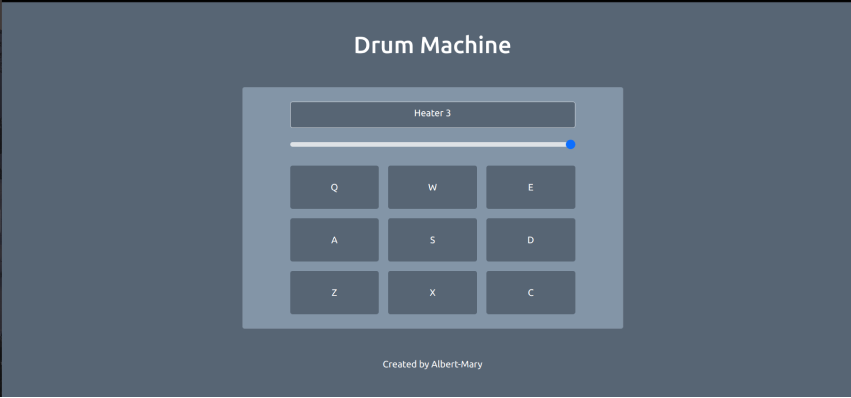 Drum Machine
Heater 3
Q W E
A S D
Z X C
Created by Albert-Mary